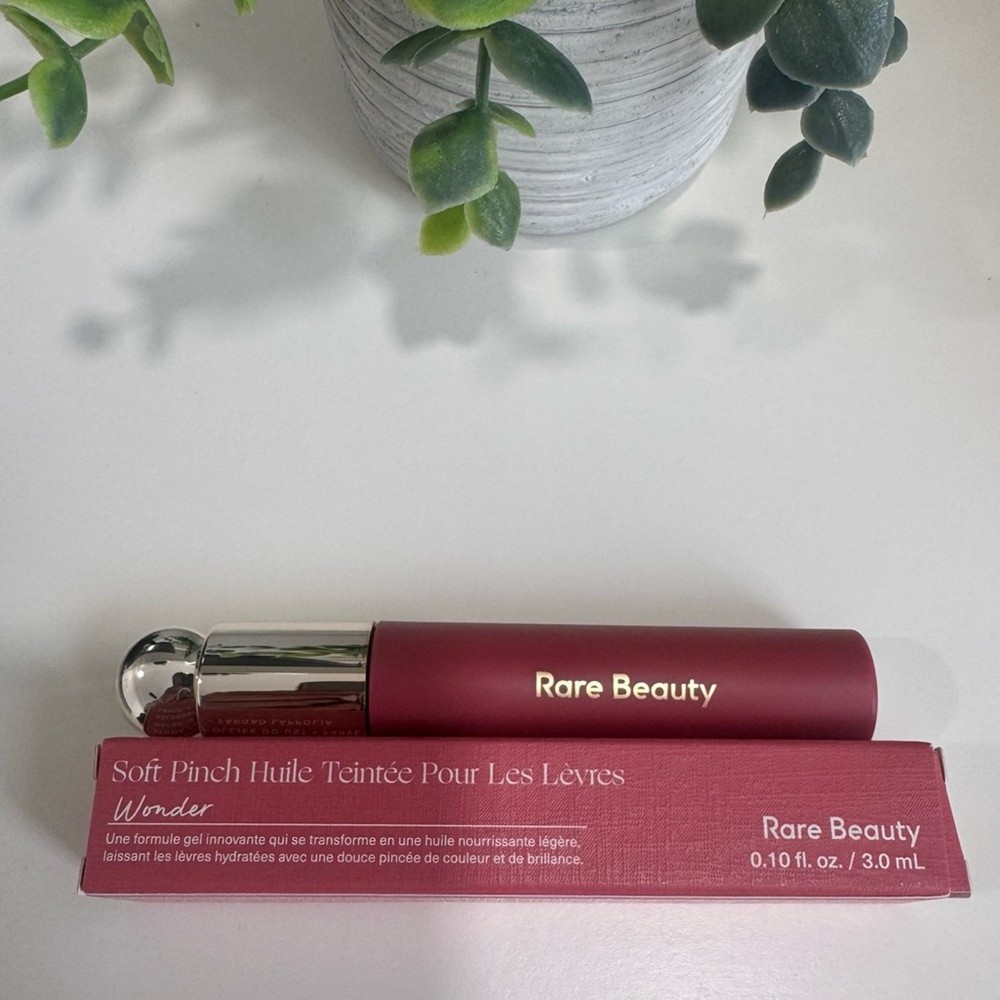 Rare Beauty
Soft Pinch Huile Teintée Pour Les Lèvres
Wonder
Une formule gel innovante qui se transforme en une huile nourrissante légère,
laissant les lèvres hydratées avec une douce pincée de couleur et de brillance.
Rare Beauty
0.10 fl. oz. / 3.0 mL